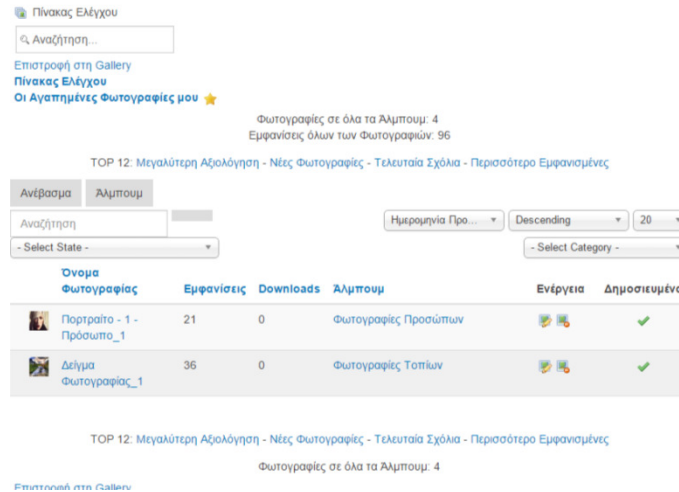 Πίνακας Ελέγχου
Αναζήτηση...
Επιστροφή στη Gallery
Πίνακας Ελέγχου
Οι Αγαπημένες Φωτογραφίες μου
Φωτογραφίες σε όλα τα Άλμπουμ: 4
Εμφανίσεις όλων των Φωτογραφιών: 96
TOP 12: Μεγαλύτερη Αξιολόγηση - Νέες Φωτογραφίες - Τελευταία Σχόλια - Περισσότερο Εμφανισμένες
Ανέβασμα Άλμπουμ
Αναζήτηση Ημερομηνία Προ... Descending 20
- Select State - - Select Category -
Όνομα
Φωτογραφίας Εμφανίσεις Downloads Άλμπουμ Ενέργεια Δημοσιευμένο
Πορτραίτο - 1 - 21 0 Φωτογραφίες Προσώπων
Πρόσωπο_1
Δείγμα 36 0 Φωτογραφίες Τοπίων
Φωτογραφίας_1
TOP 12: Μεγαλύτερη Αξιολόγηση - Νέες Φωτογραφίες - Τελευταία Σχόλια - Περισσότερο Εμφανισμένες
Φωτογραφίες σε όλα τα Άλμπουμ: 4
Επιστροφή στη Gallery